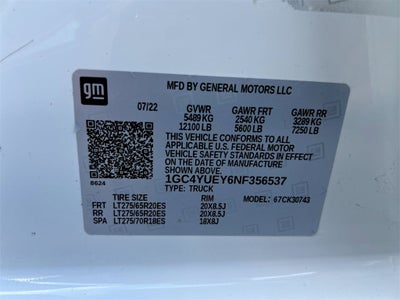 gm
MFD BY GENERAL MOTORS LLC
07/22 GVWR GAWR FRT GAWR RR
5489 KG 2540 KG 3289 KG
12100 LB 5600 LB 7250 LB
THIS VEHICLE CONFORMS TO ALL
APPLICABLE U.S. FEDERAL MOTOR
VEHICLE SAFETY STANDARDS IN EFFECT
ON THE DATE OF MANUFACTURE
SHOWN ABOVE.
8624 1GC4YUEY6NF356537
TYPE: TRUCK
TIRE SIZE RIM MODEL: 67CK30743
FRT LT275/65R20ES 20X8.5J
RR LT275/65R20ES 20X8.5J
SPA LT275/70R18ES 18X8J